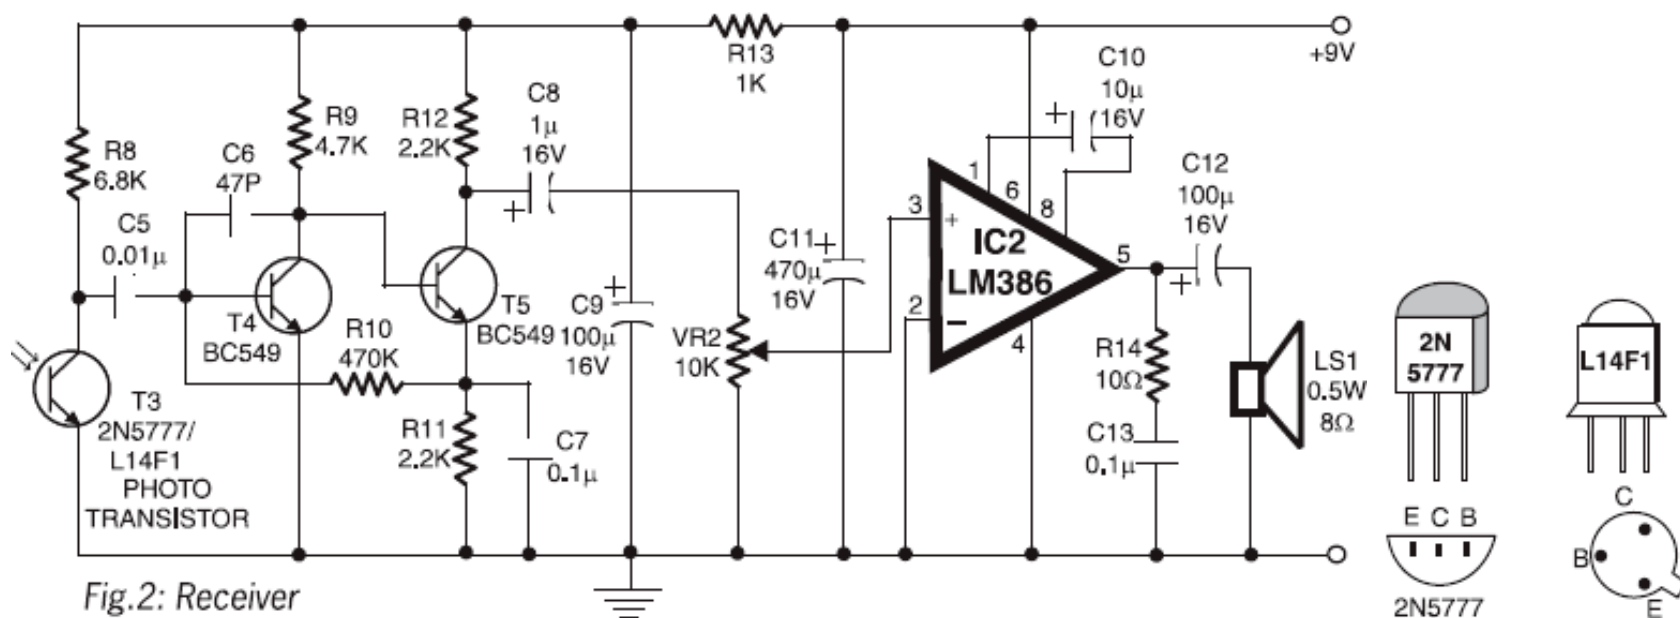 R8
6.8K
C5
0.01µ
C6
47P
R9
4.7K
T4
BC549
R10
470K
T3
2N5777/
L14F1
PHOTO
TRANSISTOR
R12
2.2K
C8
1µ
16V
+
T5
BC549
R11
2.2K
C7
0.1µ
C9
100µ
16V
+
R13
1K
VR2
10K
C11
470µ
16V
+
+9V
C10
10µ
16V
+
1
6
8
3
+
IC2
LM386
2
−
4
5
C12
100µ
16V
+
R14
10Ω
C13
0.1µ
LS1
0.5W
8Ω
2N
5777
E C B
2N5777
L14F1
C
B
E
Fig.2: Receiver